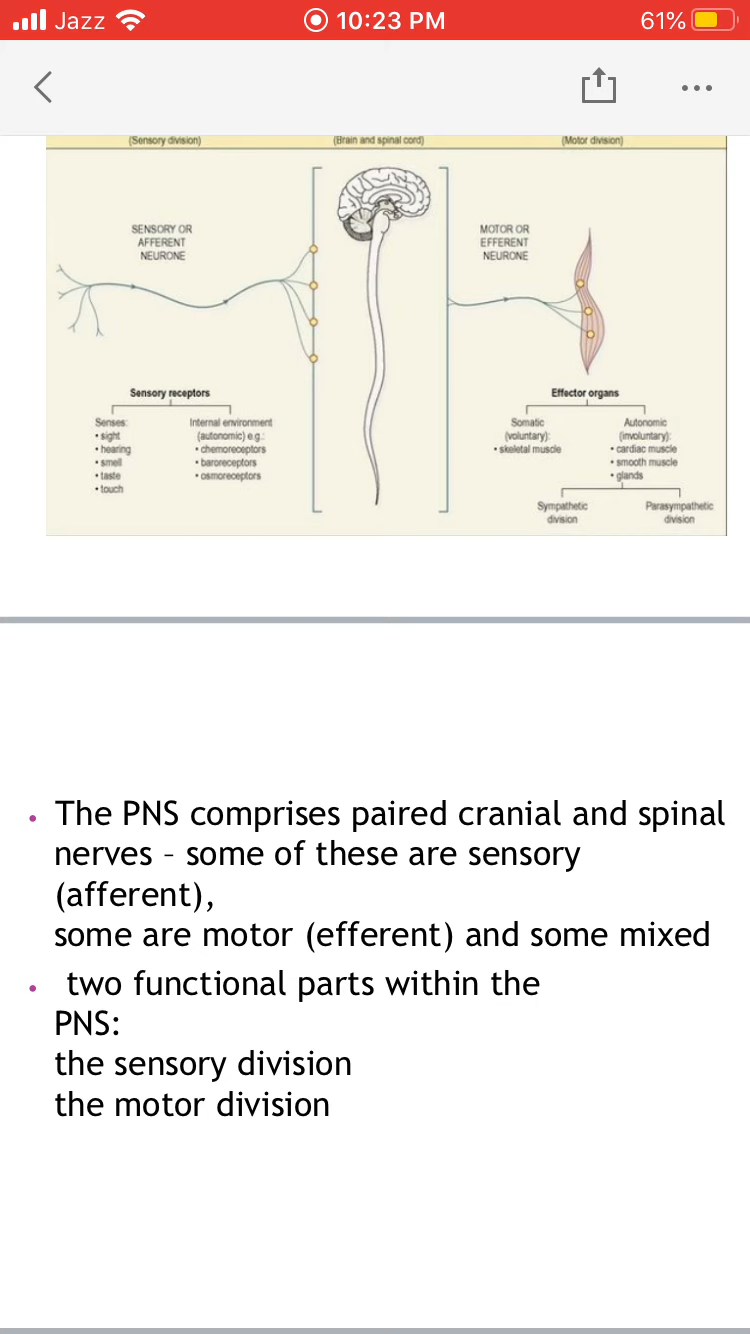 Jazz 10:23 PM 61%
(Sensory division) (Brain and spinal cord) (Motor division)
SENSORY OR
AFFERENT
NEURONE
MOTOR OR
EFFERENT
NEURONE
Sensory receptors
Senses:
• sight
• hearing
• smell
• taste
• touch
Internal environment
(autonomic) e.g.:
• chemoreceptors
• baroreceptors
• osmoreceptors
Effector organs
Somatic
(voluntary):
• skeletal muscle
Autonomic
(involuntary):
• cardiac muscle
• smooth muscle
• glands
Sympathetic
division
Parasympathetic
division
• The PNS comprises paired cranial and spinal
nerves – some of these are sensory
(afferent),
some are motor (efferent) and some mixed
• two functional parts within the
PNS:
the sensory division
the motor division